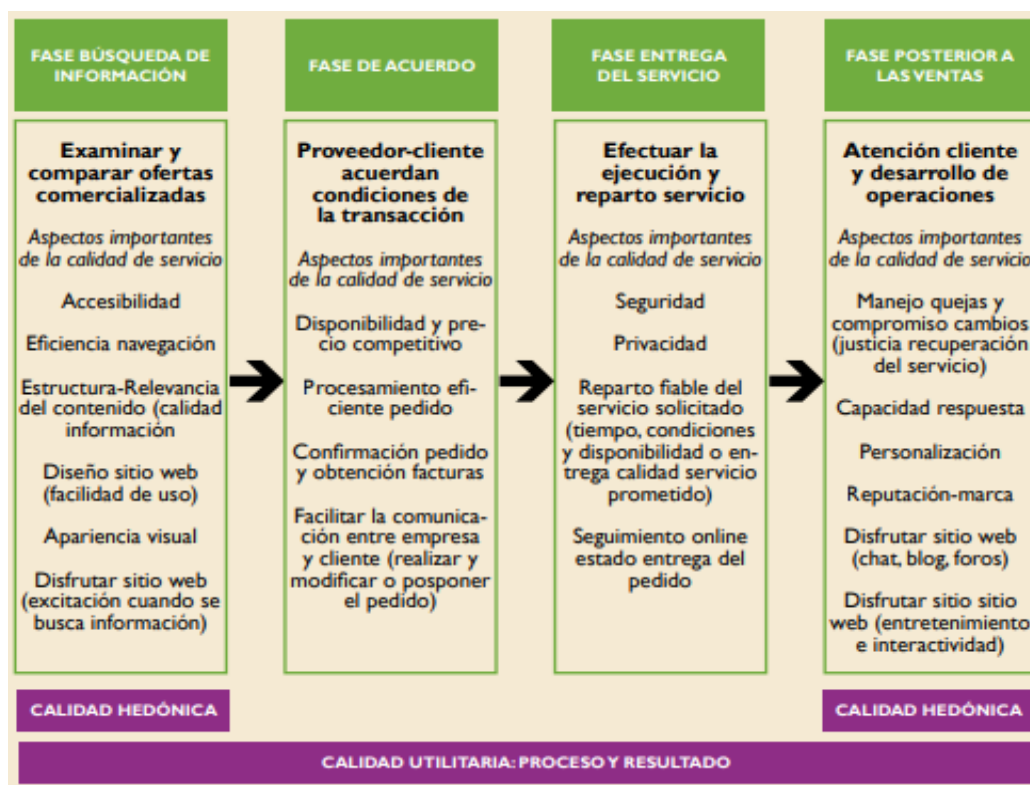 FASE BÚSQUEDA DE
INFORMACIÓN
Examinar y
comparar ofertas
comercializadas
Aspectos importantes
de la calidad de servicio
Accesibilidad
Eficiencia navegación
Estructura-Relevancia
del contenido (calidad
información)
Diseño sitio web
(facilidad de uso)
Apariencia visual
Disfrutar sitio web
(excitación cuando se
busca información)
CALIDAD HEDÓNICA
FASE DE ACUERDO
Proveedor-cliente
acuerdan
condiciones de
la transacción
Aspectos importantes
de la calidad de servicio
Disponibilidad y pre-
cio competitivo
Procesamiento efi-
ciente pedido
Confirmación pedido
y obtención facturas
Facilitar la comunica-
ción entre empresa
y cliente (realizar y
modificar o posponer
el pedido)
FASE ENTREGA
DEL SERVICIO
Efectuar la
ejecución y
reparto servicio
Aspectos importantes
de la calidad de servicio
Seguridad
Privacidad
Reparto fiable del
servicio solicitado
(tiempo, condiciones
y disponibilidad o en-
trega calidad servicio
prometido)
Seguimiento online
estado entrega del
pedido
FASE POSTERIOR A
LAS VENTAS
Atención cliente
y desarrollo de
operaciones
Aspectos importantes
de la calidad de servicio
Manejo quejas y
compromiso cambios
(justicia recuperación
del servicio)
Capacidad respuesta
Personalización
Reputación-marca
Disfrutar sitio web
(chat, blog, foros)
Disfrutar sitio sitio
web (entretenimiento
e interactividad)
CALIDAD HEDÓNICA
CALIDAD UTILITARIA: PROCESO Y RESULTADO